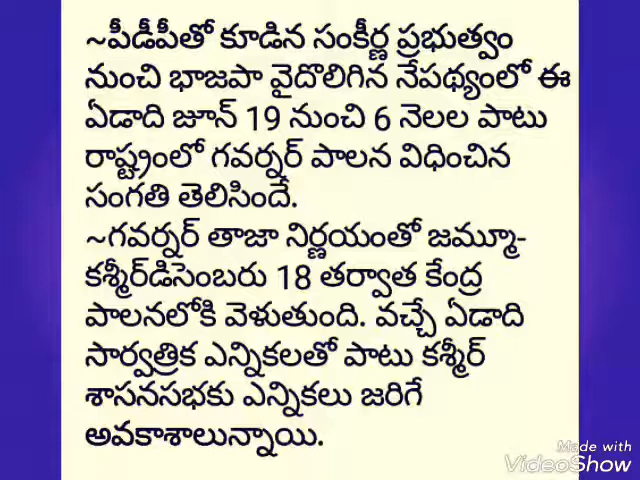 ~పీడీపీతో కూడిన సంకీర్ణ ప్రభుత్వం
నుంచి భాజపా వైదొలిగిన నేపథ్యంలో ఈ
ఏడాది జూన్ 19 నుంచి 6 నెలల పాటు
రాష్ట్రంలో గవర్నర్ పాలన విధించిన
సంగతి తెలిసిందే.
~గవర్నర్ తాజా నిర్ణయంతో జమ్మూ-
కశ్మీర్‌డిసెంబరు 18 తర్వాత కేంద్ర
పాలనలోకి వెళుతుంది. వచ్చే ఏడాది
సార్వత్రిక ఎన్నికలతో పాటు కశ్మీర్
శాసనసభకు ఎన్నికలు జరిగే
అవకాశాలున్నాయి.
Made with
VideoShow